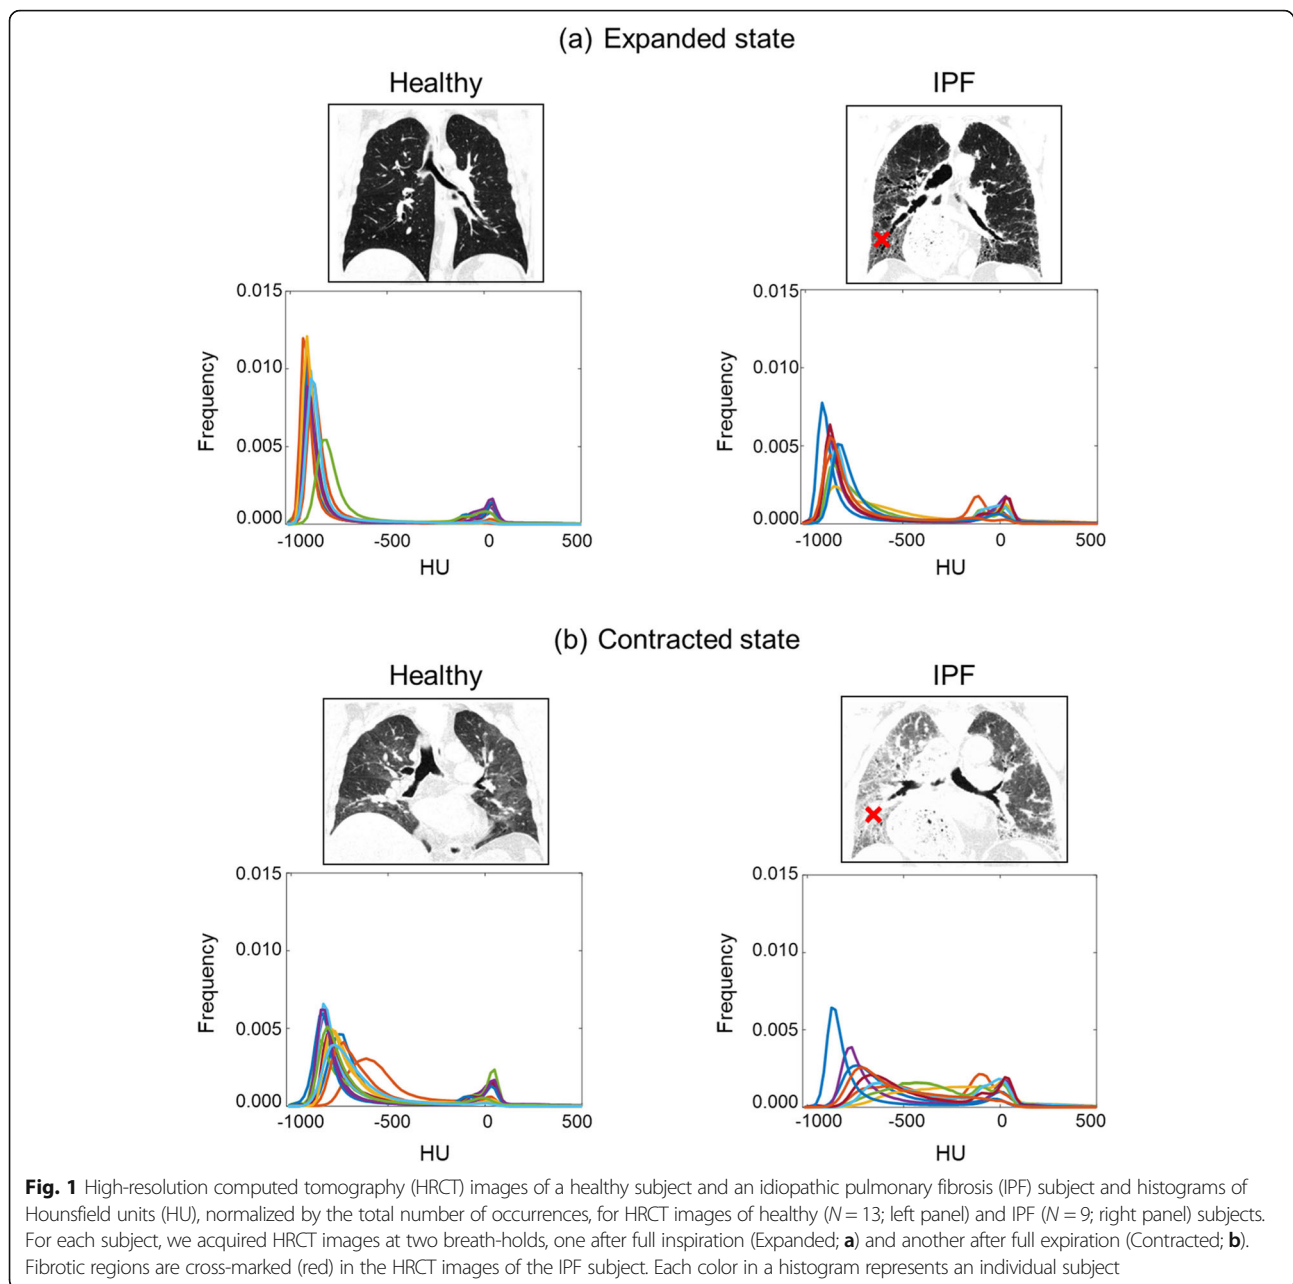 (a) Expanded state
Healthy
IPF
0.015
0.010
0.005
0.000
Frequency
-1000 -500 0 500
HU
0.015
0.010
0.005
0.000
Frequency
-1000 -500 0 500
HU
(b) Contracted state
Healthy
IPF
0.015
0.010
0.005
0.000
Frequency
-1000 -500 0 500
HU
0.015
0.010
0.005
0.000
Frequency
-1000 -500 0 500
HU
Fig. 1 High-resolution computed tomography (HRCT) images of a healthy subject and an idiopathic pulmonary fibrosis (IPF) subject and histograms of
Hounsfield units (HU), normalized by the total number of occurrences, for HRCT images of healthy (N = 13; left panel) and IPF (N = 9; right panel) subjects.
For each subject, we acquired HRCT images at two breath-holds, one after full inspiration (Expanded; a) and another after full expiration (Contracted; b).
Fibrotic regions are cross-marked (red) in the HRCT images of the IPF subject. Each color in a histogram represents an individual subject